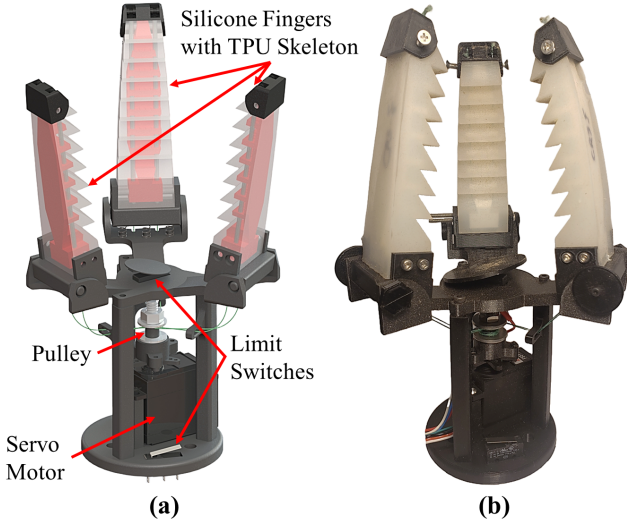 Silicone Fingers
with TPU Skeleton
Pulley
Limit
Switches
Servo
Motor
(a)
(b)